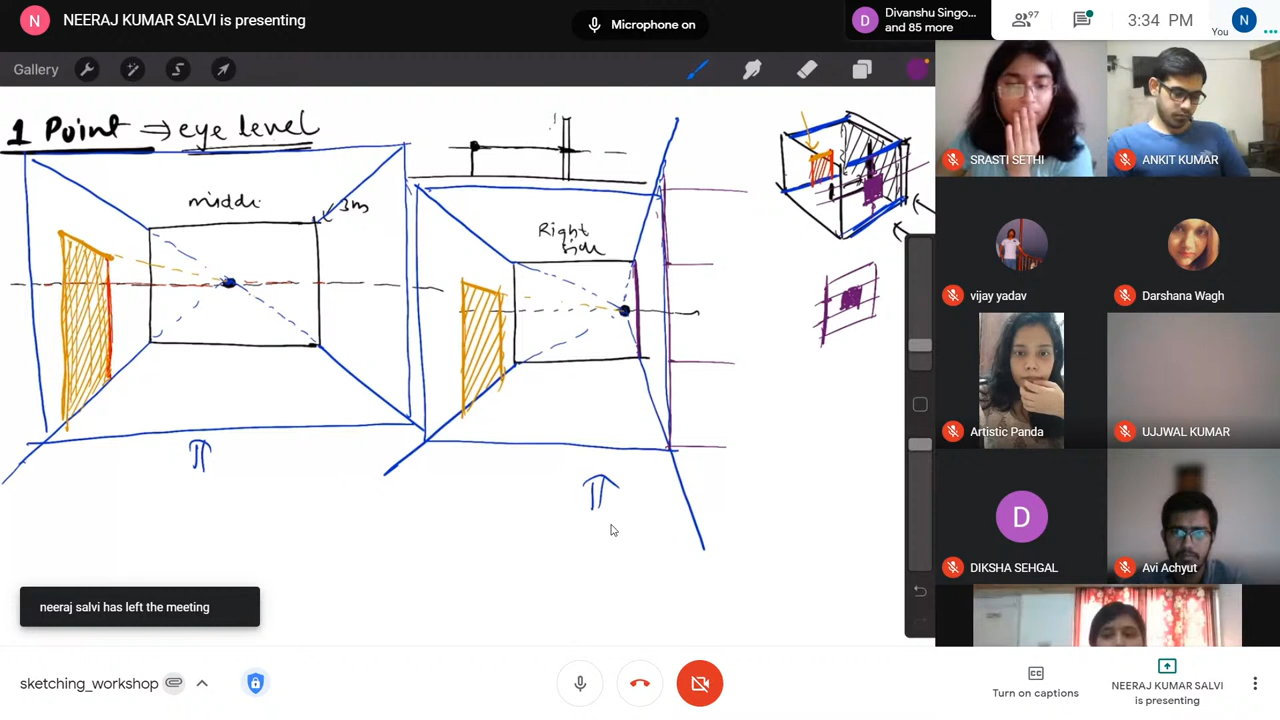 N NEERAJ KUMAR SALVI is presenting
Microphone on
D Divanshu Singo...
and 85 more
97
3:34 PM
You
N
Gallery
1 Point ⇒ eye level
middle
3m
Right
side
SRASTI SETHI
ANKIT KUMAR
vijay yadav
Darshana Wagh
Artistic Panda
UJJWAL KUMAR
D
DIKSHA SEHGAL
Avi Achyut
neeraj salvi has left the meeting
sketching_workshop
CC
Turn on captions
NEERAJ KUMAR SALVI
is presenting